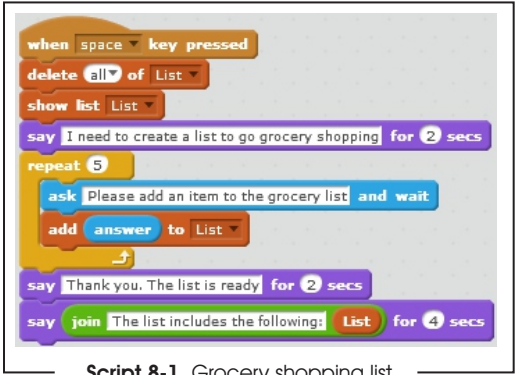 when space key pressed
delete all of List
show list List
say I need to create a list to go grocery shopping for 2 secs
repeat 5
ask Please add an item to the grocery list and wait
add answer to List
say Thank you. The list is ready for 2 secs
say join The list includes the following: List for 4 secs
Script 8-1 Grocery shopping list